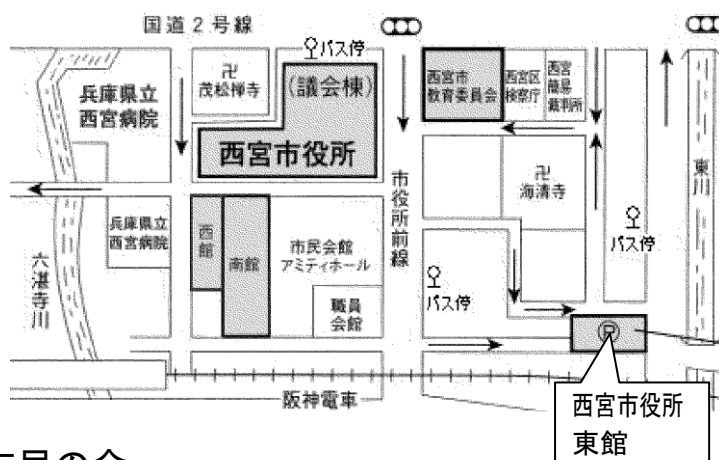 国道２号線
バス停
兵庫県立
西宮病院
卍
茂松禅寺
(議会棟)
西宮市役所
西宮市
教育委員会
西宮区
検察庁
西宮
簡易
裁判所
市役所前線
卍
海清寺
東川
バス停
兵庫県立
西宮病院
西館
南館
市民会館
アミティホール
職員
会館
バス停
六湛寺川
P
阪神電車
西宮市役所
東館